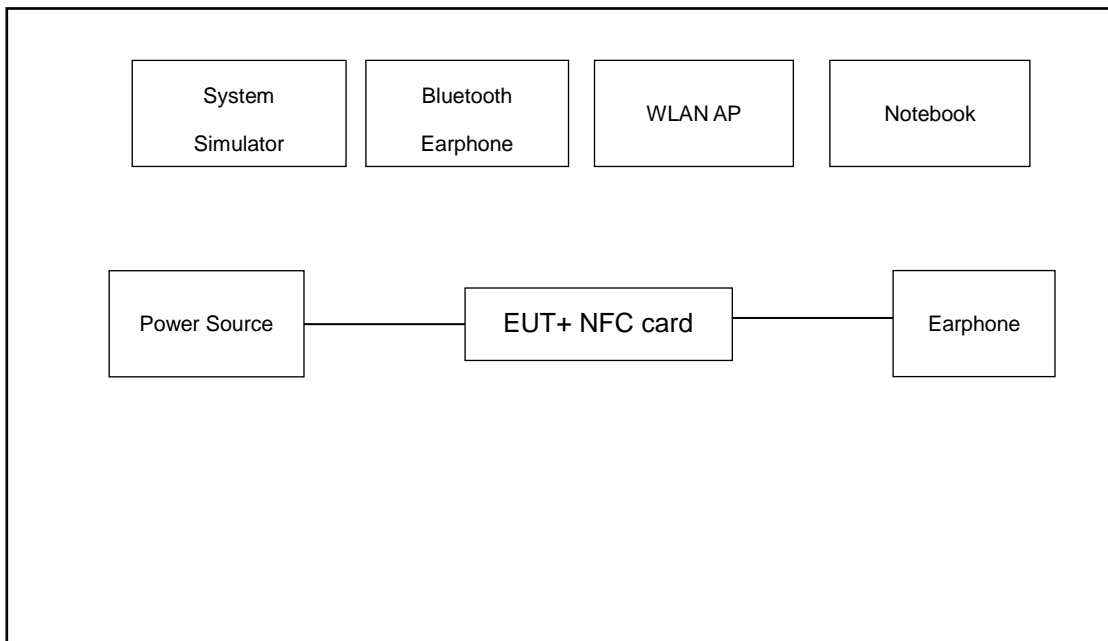 System
Simulator
Bluetooth
Earphone
WLAN AP
Notebook
Power Source
EUT+ NFC card
Earphone